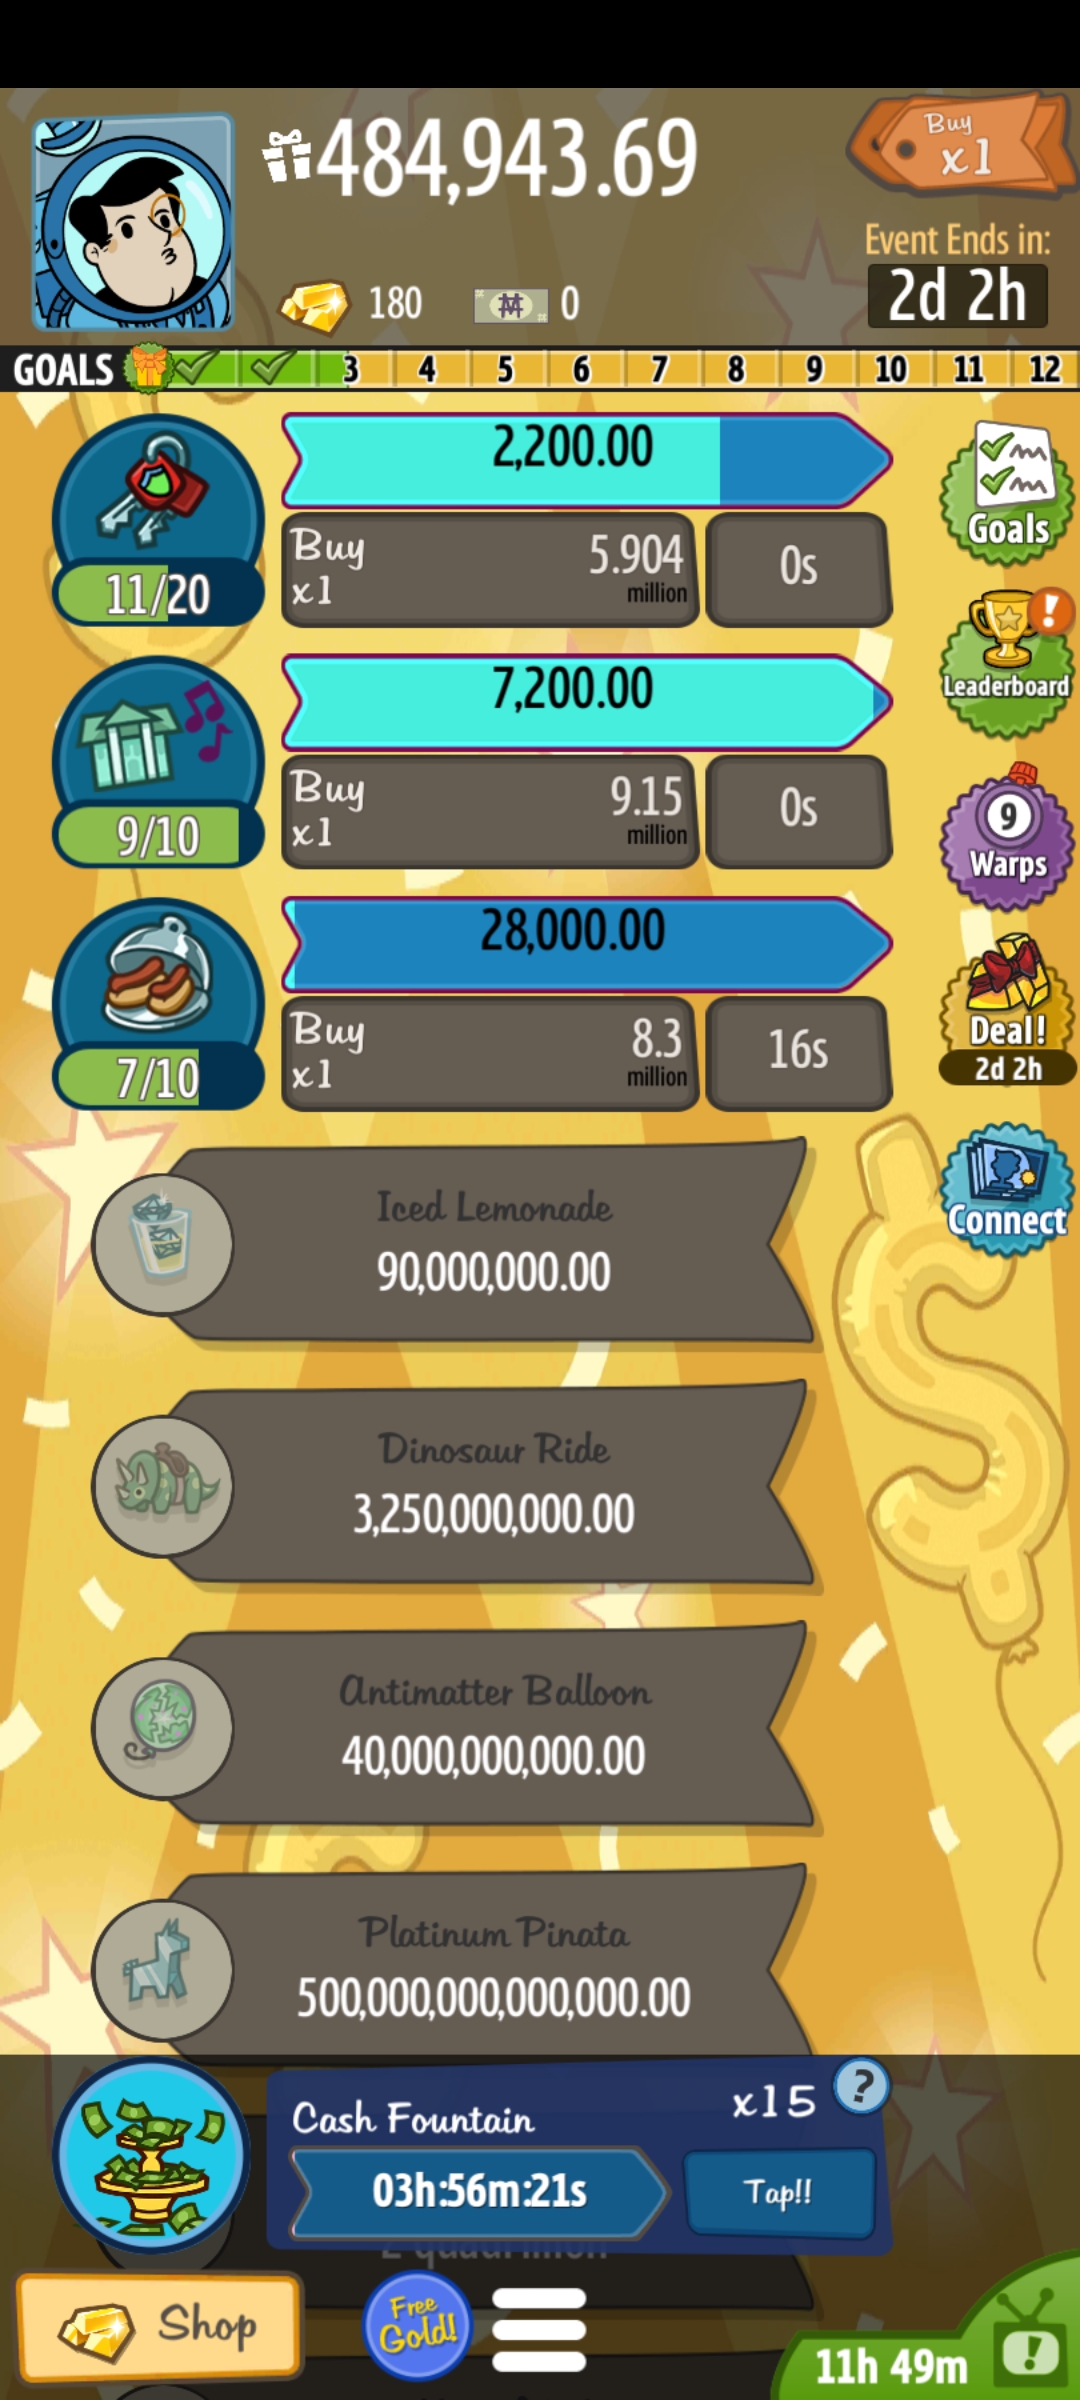 484,943.69
Buy
x1
180
0
Event Ends in:
2d 2h
GOALS 3 4 5 6 7 8 9 10 11 12
2,200.00
Buy
x1
5.904
million
0s
11/20
Goals
7,200.00
Buy
x1
9.15
million
0s
9/10
!
Leaderboard
9
Warps
28,000.00
Buy
x1
8.3
million
16s
7/10
Deal!
2d 2h
Connect
Iced Lemonade
90,000,000.00
Dinosaur Ride
3,250,000,000.00
Antimatter Balloon
40,000,000,000.00
Platinum Pinata
500,000,000,000,000.00
Cash Fountain
x15
?
03h:56m:21s
Tap!!
Shop
Free
Gold!
11h 49m
!